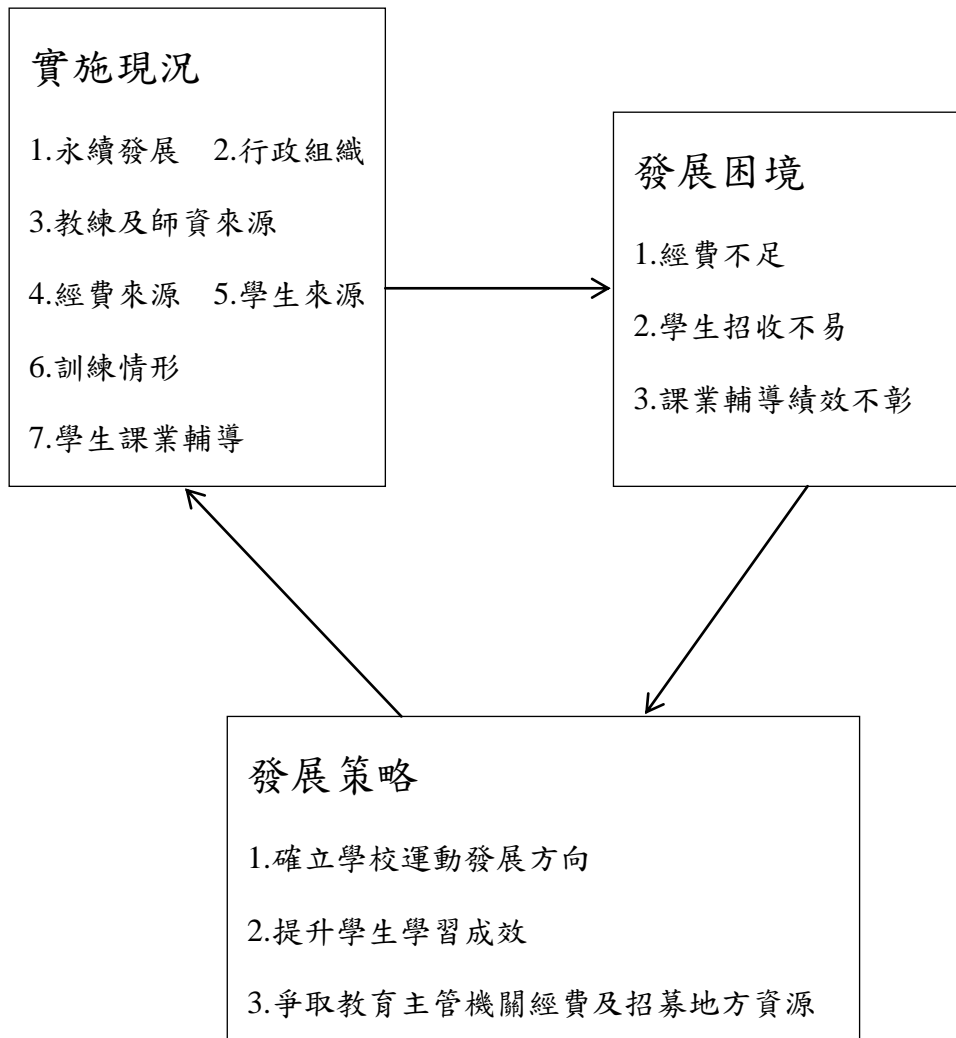 實施現況
1.永續發展 2.行政組織
3.教練及師資來源
4.經費來源 5.學生來源
6.訓練情形
7.學生課業輔導
發展困境
1.經費不足
2.學生招收不易
3.課業輔導績效不彰
發展策略
1.確立學校運動發展方向
2.提升學生學習成效
3.爭取教育主管機關經費及招募地方資源